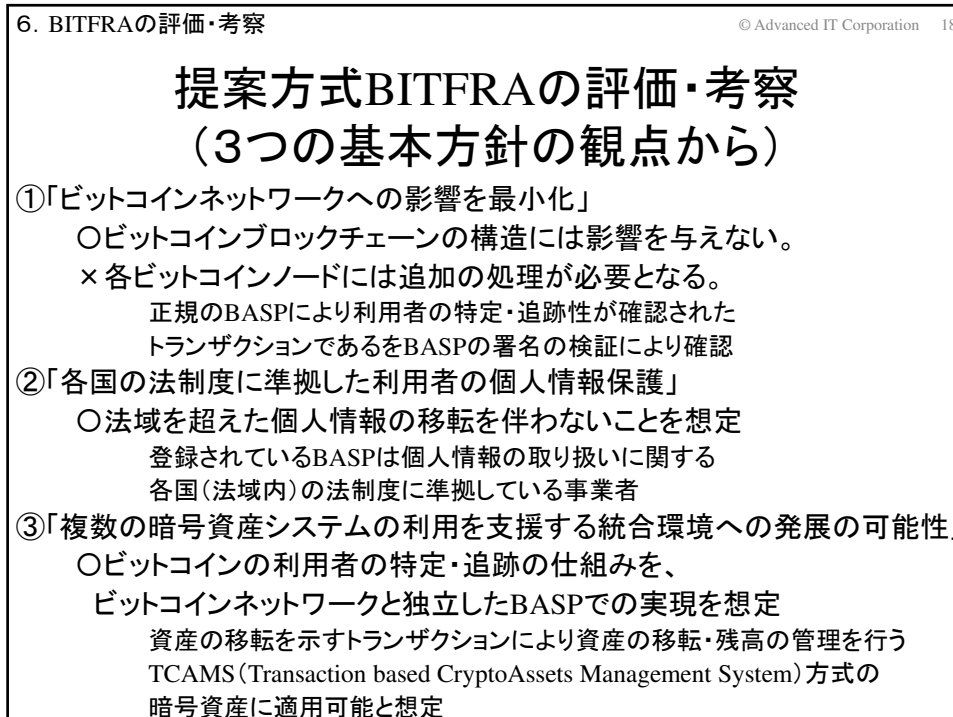 6．BITFRAの評価・考察
© Advanced IT Corporation 18
提案方式BITFRAの評価・考察
（３つの基本方針の観点から）
①「ビットコインネットワークへの影響を最小化」
〇ビットコインブロックチェーンの構造には影響を与えない。
×各ビットコインノードには追加の処理が必要となる。
正規のBASPにより利用者の特定・追跡性が確認された
トランザクションであるをBASPの署名の検証により確認
②「各国の法制度に準拠した利用者の個人情報保護」
〇法域を超えた個人情報の移転を伴わないことを想定
登録されているBASPは個人情報の取り扱いに関する
各国（法域内）の法制度に準拠している事業者
③「複数の暗号資産システムの利用を支援する統合環境への発展の可能性」
〇ビットコインの利用者の特定・追跡の仕組みを、
ビットコインネットワークと独立したBASPでの実現を想定
資産の移転を示すトランザクションにより資産の移転・残高の管理を行う
TCAMS（Transaction based CryptoAssets Management System）方式の
暗号資産に適用可能と想定